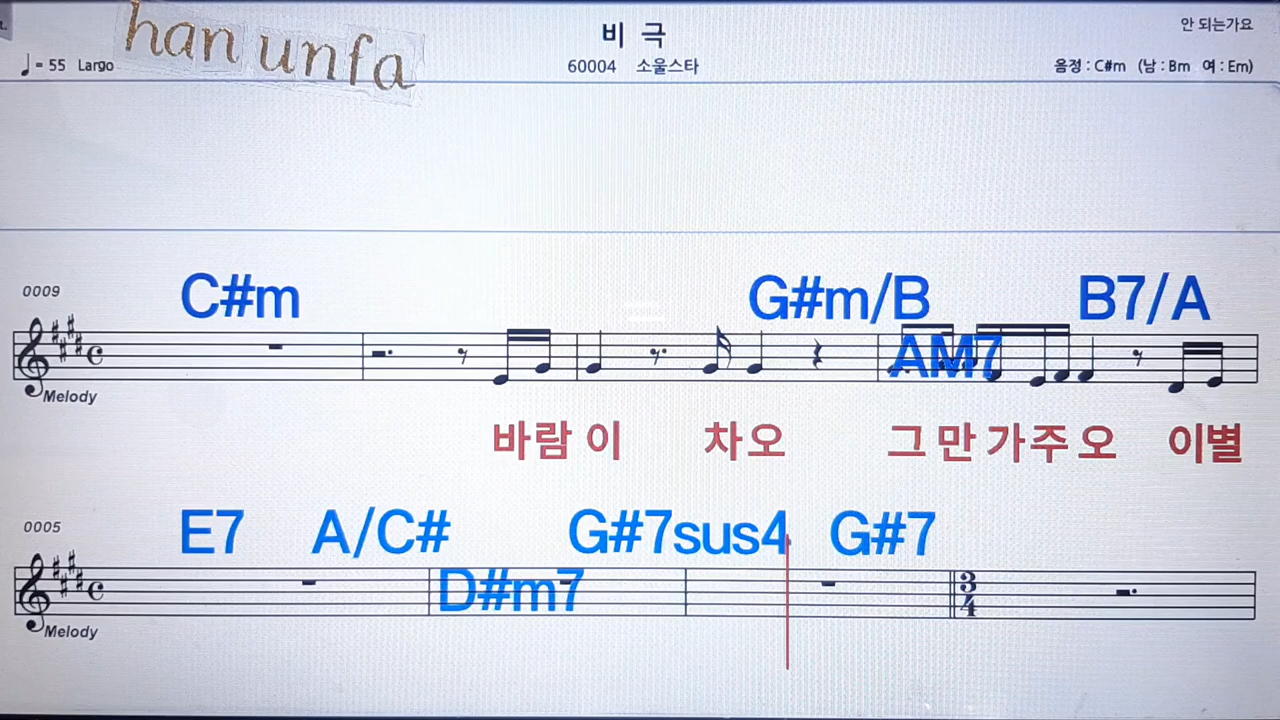 han unfa
비 극
안 되는가요
♩= 55 Largo
60004 소울스타
음정 : C#m (남 : Bm 여 : Em)
0009
C#m G#m/B B7/A
AM7
Melody
바람 이 차오 그 만 가 주 오 이별
0005
E7 A/C# G#7sus4 G#7
D#m7
3
4
Melody